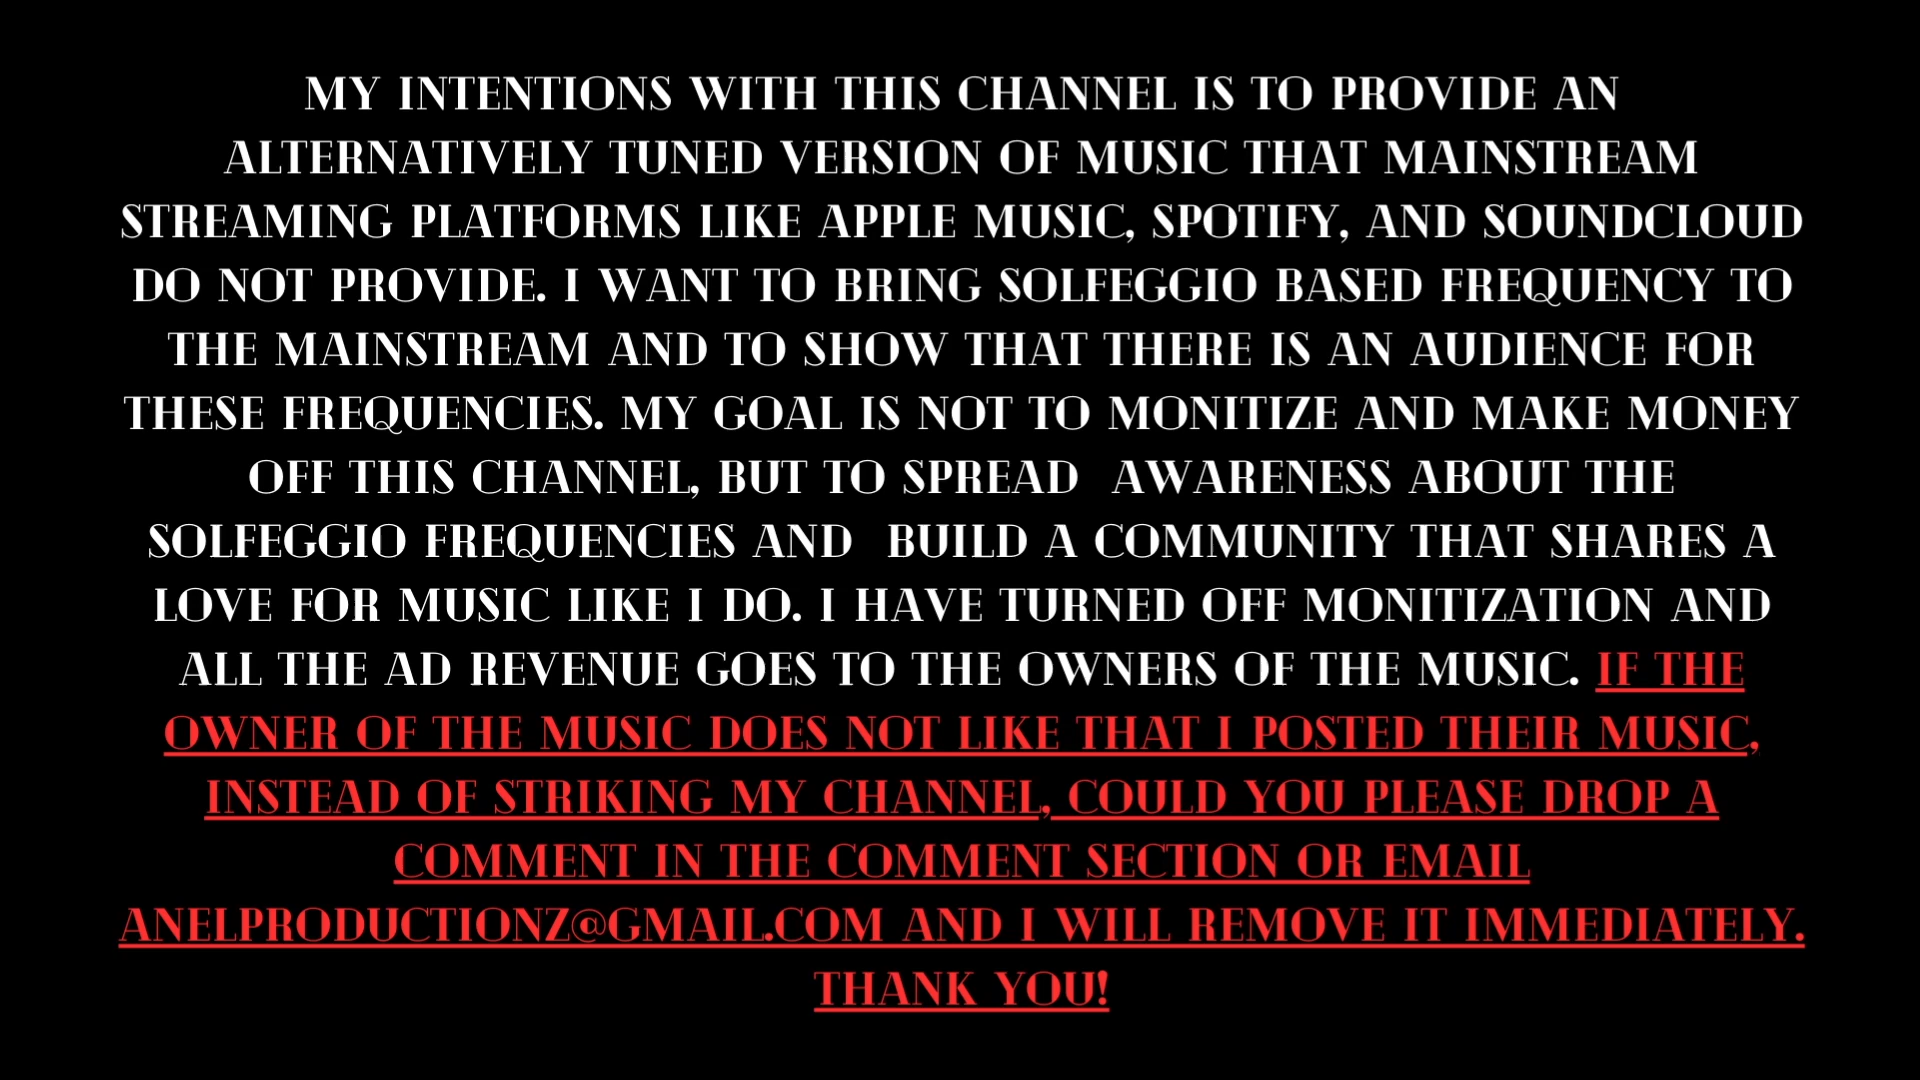 MY INTENTIONS WITH THIS CHANNEL IS TO PROVIDE AN
ALTERNATIVELY TUNED VERSION OF MUSIC THAT MAINSTREAM
STREAMING PLATFORMS LIKE APPLE MUSIC, SPOTIFY, AND SOUNDCLOUD
DO NOT PROVIDE. I WANT TO BRING SOLFEGGIO BASED FREQUENCY TO
THE MAINSTREAM AND TO SHOW THAT THERE IS AN AUDIENCE FOR
THESE FREQUENCIES. MY GOAL IS NOT TO MONITIZE AND MAKE MONEY
OFF THIS CHANNEL, BUT TO SPREAD  AWARENESS ABOUT THE
SOLFEGGIO FREQUENCIES AND  BUILD A COMMUNITY THAT SHARES A
LOVE FOR MUSIC LIKE I DO. I HAVE TURNED OFF MONITIZATION AND
ALL THE AD REVENUE GOES TO THE OWNERS OF THE MUSIC. IF THE
OWNER OF THE MUSIC DOES NOT LIKE THAT I POSTED THEIR MUSIC,
INSTEAD OF STRIKING MY CHANNEL, COULD YOU PLEASE DROP A
COMMENT IN THE COMMENT SECTION OR EMAIL
ANELPRODUCTIONZ@GMAIL.COM AND I WILL REMOVE IT IMMEDIATELY.
THANK YOU!